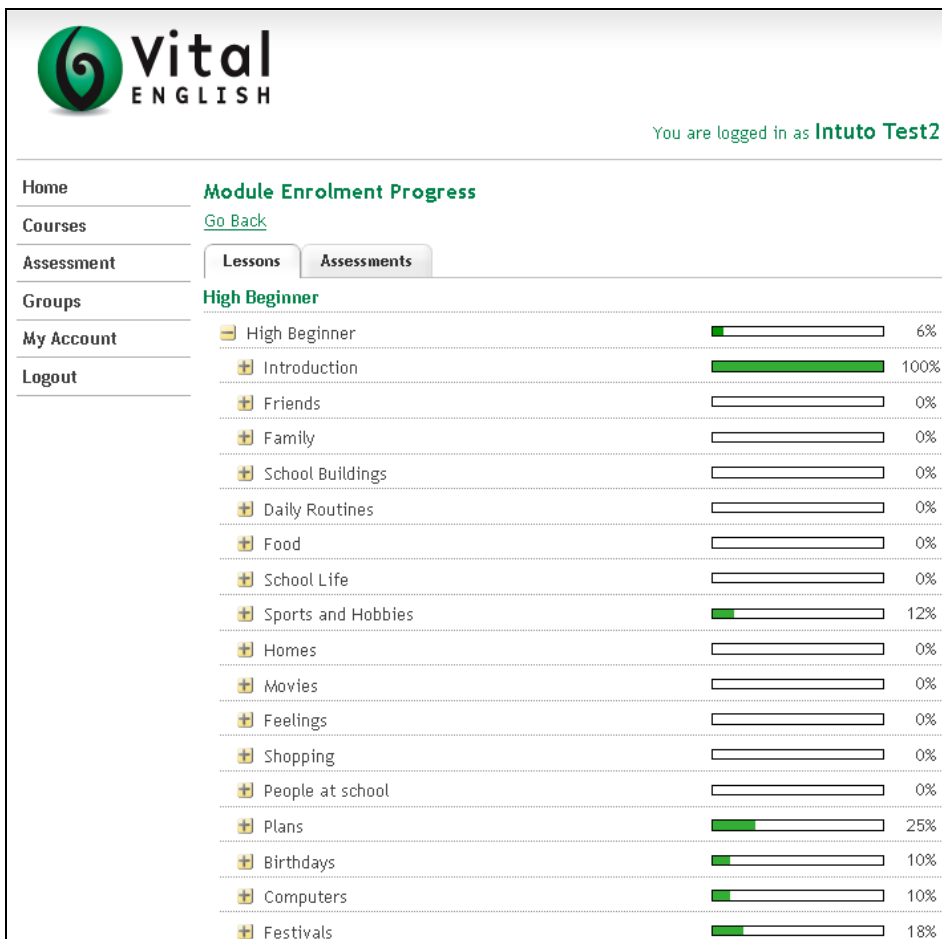 Vital
ENGLISH
You are logged in as Intuto Test2
Home
Courses
Assessment
Groups
My Account
Logout
Module Enrolment Progress
Go Back
Lessons Assessments
High Beginner
High Beginner 6%
Introduction 100%
Friends 0%
Family 0%
School Buildings 0%
Daily Routines 0%
Food 0%
School Life 0%
Sports and Hobbies 12%
Homes 0%
Movies 0%
Feelings 0%
Shopping 0%
People at school 0%
Plans 25%
Birthdays 10%
Computers 10%
Festivals 18%